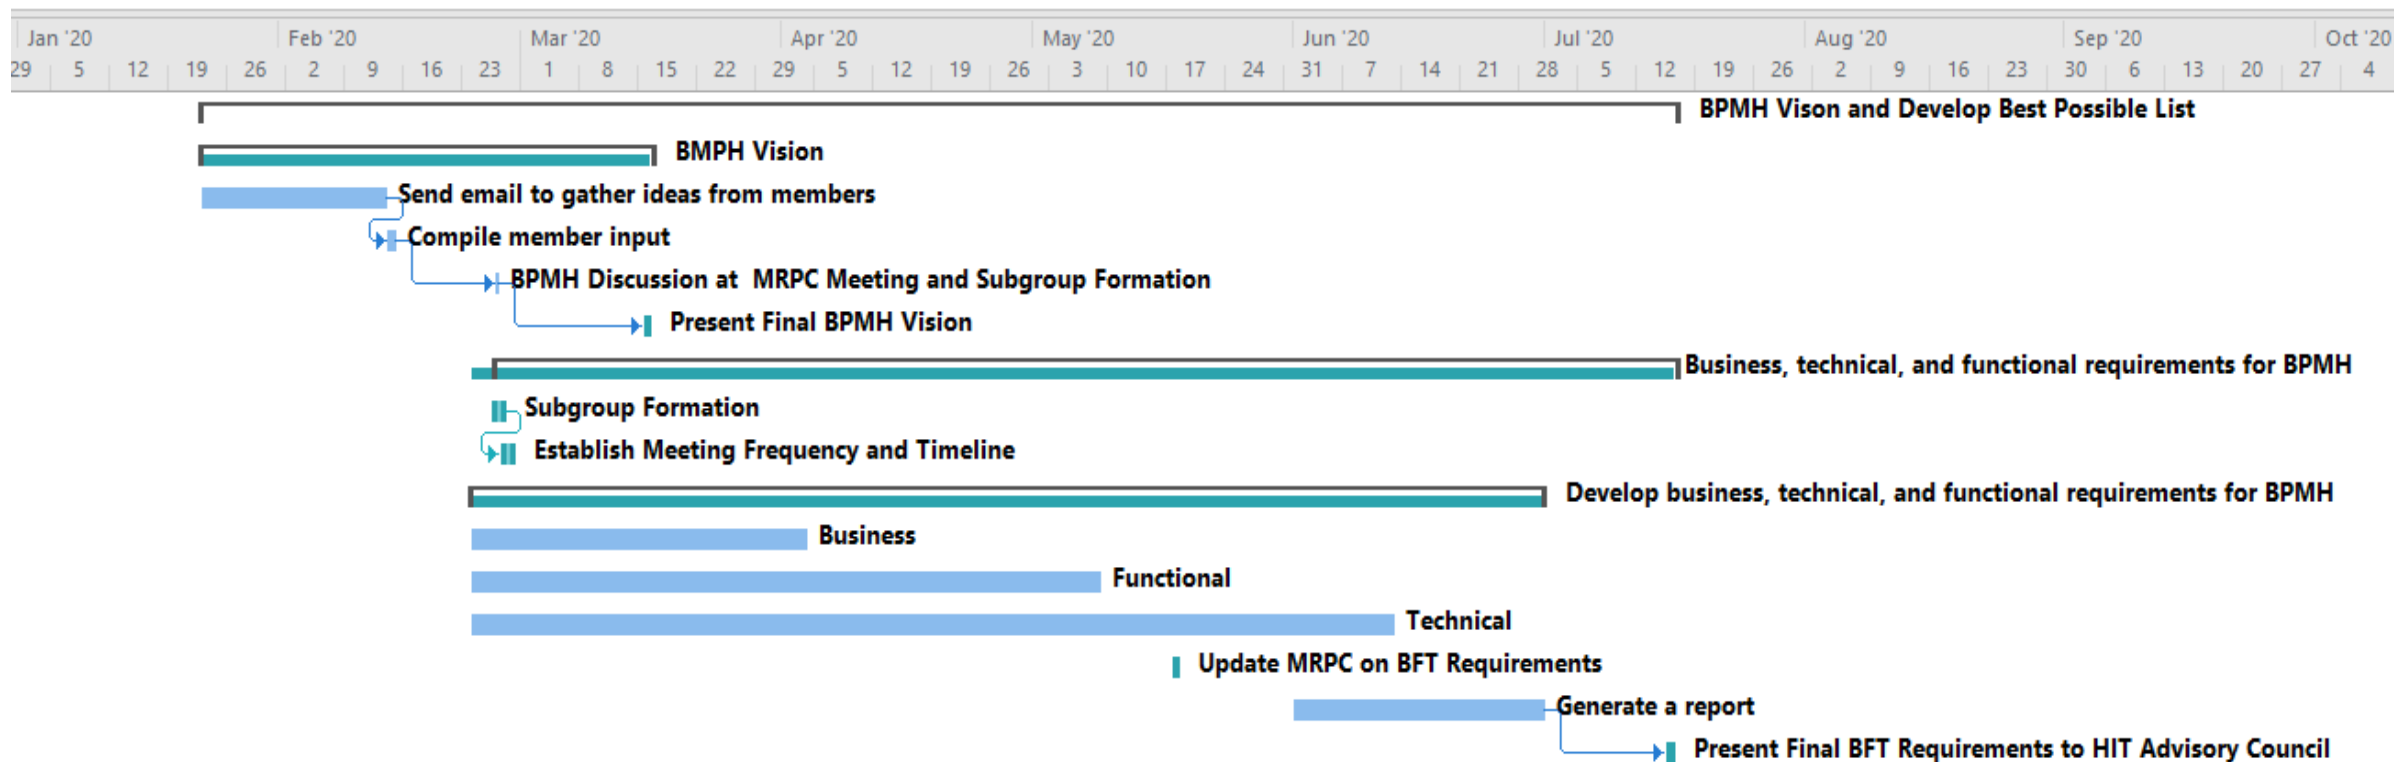 Jan '20 Feb '20 Mar '20 Apr '20 May '20 Jun '20 Jul '20 Aug '20 Sep '20 Oct '20
29 5 12 19 26 2 9 16 23 1 8 15 22 29 5 12 19 26 3 10 17 24 31 7 14 21 28 5 12 19 26 2 9 16 23 30 6 13 20 27 4
BPMH Vison and Develop Best Possible List
BMPH Vision
Send email to gather ideas from members
Compile member input
BPMH Discussion at MRPC Meeting and Subgroup Formation
Present Final BPMH Vision
Business, technical, and functional requirements for BPMH
Subgroup Formation
Establish Meeting Frequency and Timeline
Develop business, technical, and functional requirements for BPMH
Business
Functional
Technical
Update MRPC on BFT Requirements
Generate a report
Present Final BFT Requirements to HIT Advisory Council